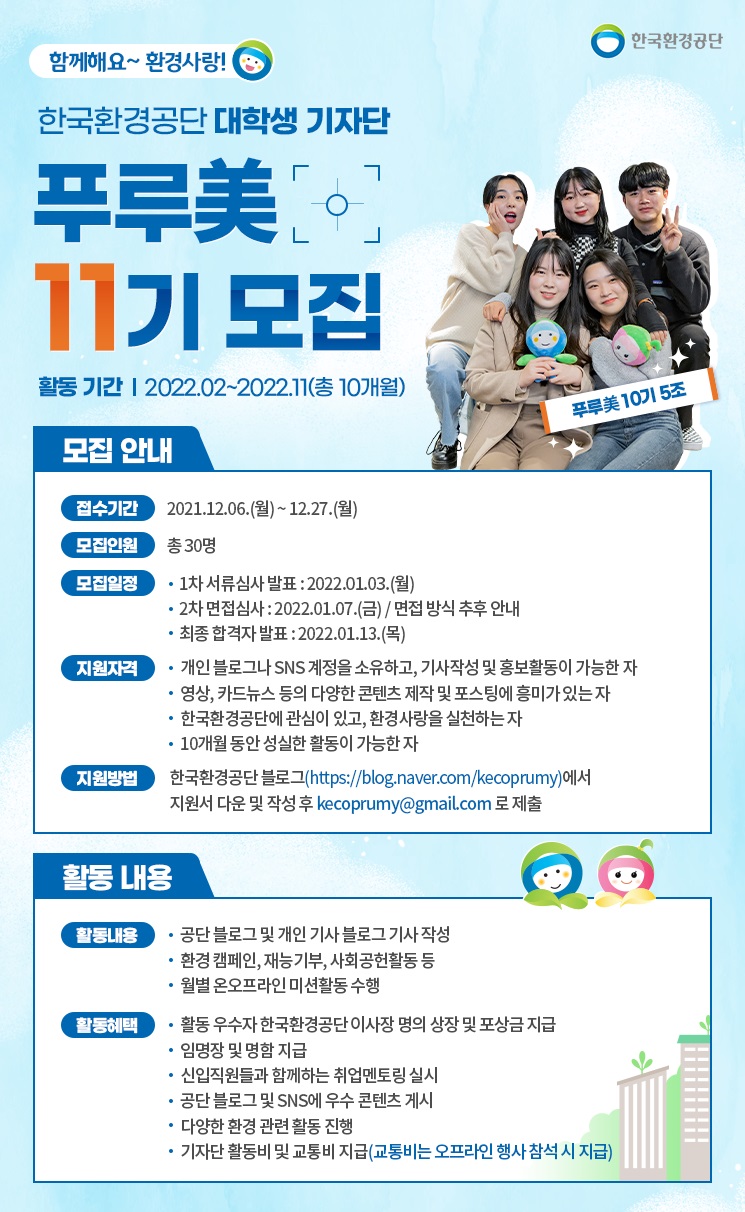 함께해요~ 환경사랑!
한국환경공단
한국환경공단 대학생 기자단
푸루美
11기 모집
활동 기간 | 2022.02~2022.11(총 10개월)
푸루美 10기 5조
모집 안내
접수기간 2021.12.06.(월) ~ 12.27.(월)
모집인원 총 30명
모집일정 • 1차 서류심사 발표 : 2022.01.03.(월)
• 2차 면접심사 : 2022.01.07.(금) / 면접 방식 추후 안내
• 최종 합격자 발표 : 2022.01.13.(목)
지원자격 • 개인 블로그나 SNS 계정을 소유하고, 기사작성 및 홍보활동이 가능한 자
• 영상, 카드뉴스 등의 다양한 콘텐츠 제작 및 포스팅에 흥미가 있는 자
• 한국환경공단에 관심이 있고, 환경사랑을 실천하는 자
• 10개월 동안 성실한 활동이 가능한 자
지원방법 한국환경공단 블로그(https://blog.naver.com/kecoprumy)에서
지원서 다운 및 작성 후 kecoprumy@gmail.com 로 제출
활동 내용
활동내용 • 공단 블로그 및 개인 기사 블로그 기사 작성
• 환경 캠페인, 재능기부, 사회공헌활동 등
• 월별 온오프라인 미션활동 수행
활동혜택 • 활동 우수자 한국환경공단 이사장 명의 상장 및 포상금 지급
• 임명장 및 명함 지급
• 신입직원들과 함께하는 취업멘토링 실시
• 공단 블로그 및 SNS에 우수 콘텐츠 게시
• 다양한 환경 관련 활동 진행
• 기자단 활동비 및 교통비 지급(교통비는 오프라인 행사 참석 시 지급)